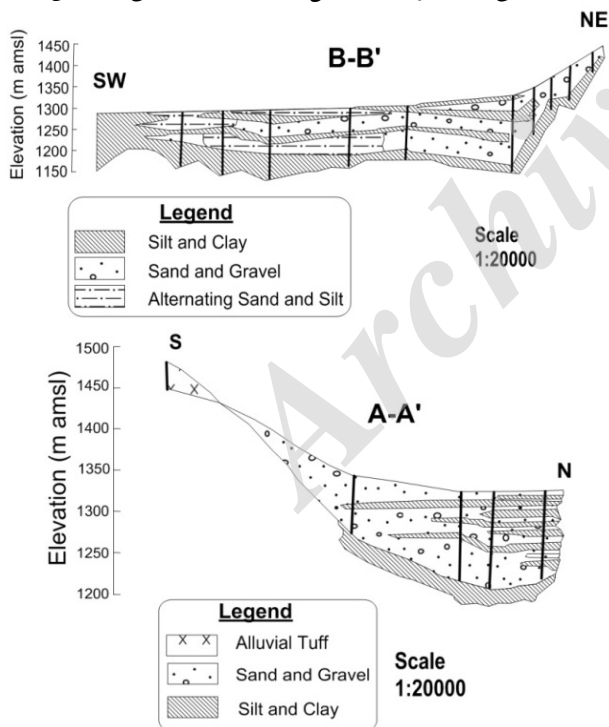 B-B'
SW
NE
Elevation (m amsl)
1450
1400
1350
1300
1250
1200
1150
Legend
Silt and Clay
Sand and Gravel
Alternating Sand and Silt
Scale
1:20000
Archiv
A-A'
S
N
Elevation (m amsl)
1500
1450
1400
1350
1300
1250
1200
Legend
Alluvial Tuff
Sand and Gravel
Silt and Clay
Scale
1:20000